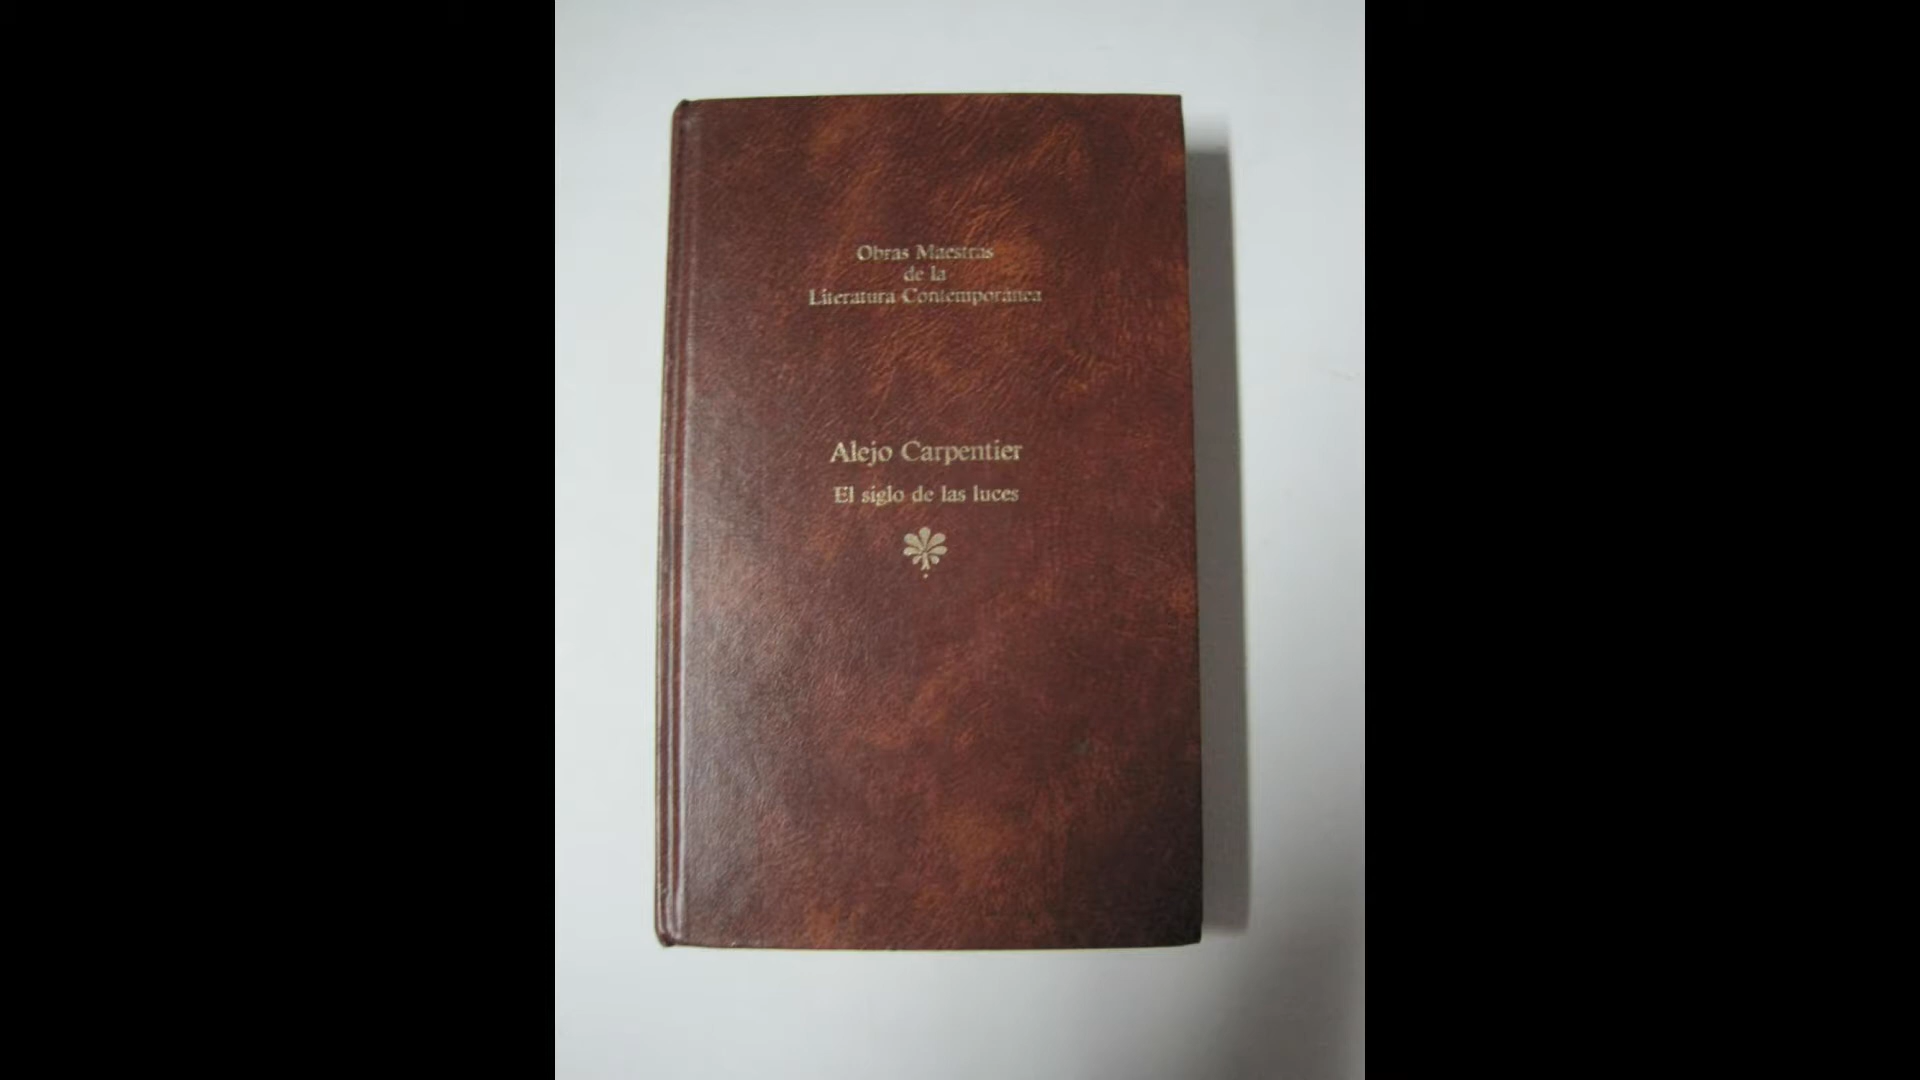 Obras Maestras
de la
Literatura Contemporánea
Alejo Carpentier
El siglo de las luces